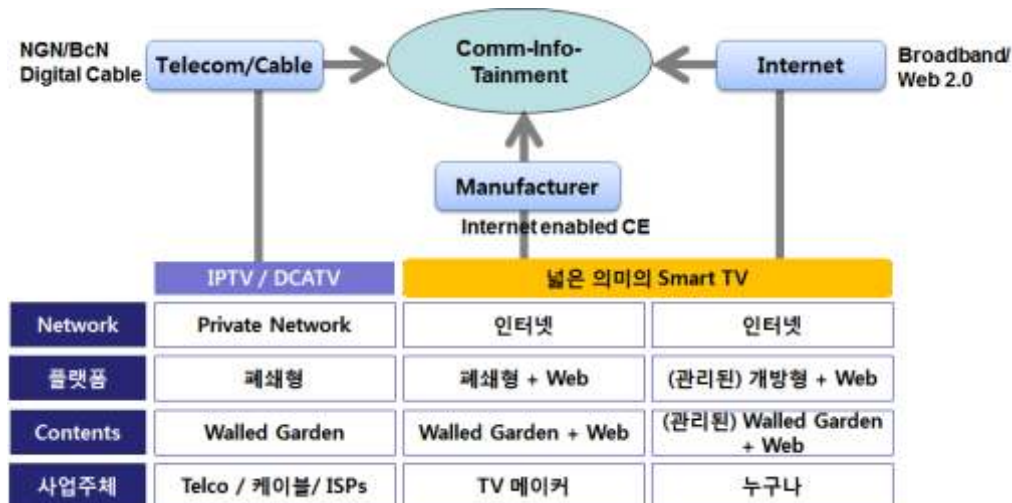 NGN/BcN
Digital Cable
Telecom/Cable
Comm-Info-
Tainment
Internet
Broadband/
Web 2.0
Manufacturer
Internet enabled CE
IPTV / DCATV
넓은 의미의 Smart TV
Network
Private Network
인터넷
인터넷
플랫폼
폐쇄형
폐쇄형 + Web
(관리된) 개방형 + Web
Contents
Walled Garden
Walled Garden + Web
(관리된) Walled Garden
+ Web
사업주체
Telco / 케이블/ ISPs
TV 메이커
누구나